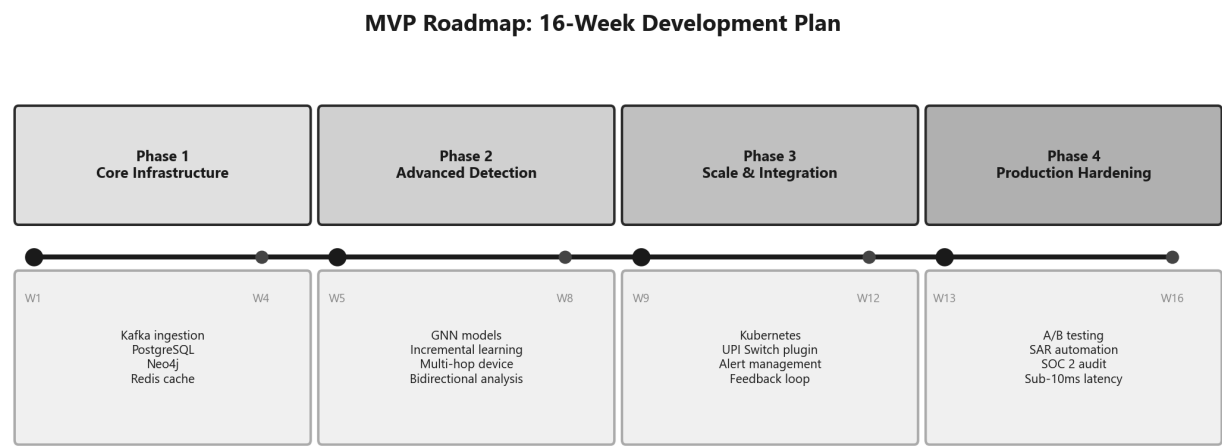 MVP Roadmap: 16-Week Development Plan
Phase 1
Core Infrastructure
Phase 2
Advanced Detection
Phase 3
Scale & Integration
Phase 4
Production Hardening
W1
W4
Kafka ingestion
PostgreSQL
Neo4j
Redis cache
W5
W8
GNN models
Incremental learning
Multi-hop device
Bidirectional analysis
W9
W12
Kubernetes
UPI Switch plugin
Alert management
Feedback loop
W13
W16
A/B testing
SAR automation
SOC 2 audit
Sub-10ms latency